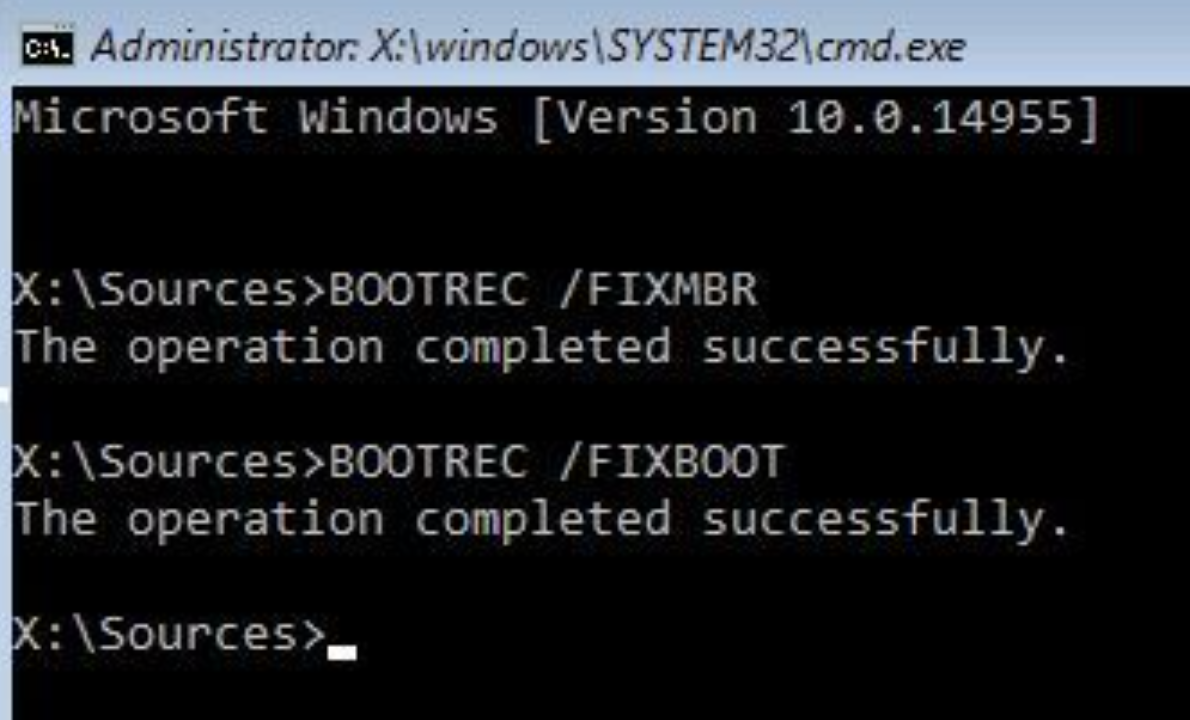 C:\.
Administrator: X:\windows\SYSTEM32\cmd.exe
Microsoft Windows [Version 10.0.14955]
X:\Sources>BOOTREC /FIXMBR
The operation completed successfully.
X:\Sources>BOOTREC /FIXBOOT
The operation completed successfully.
X:\Sources>